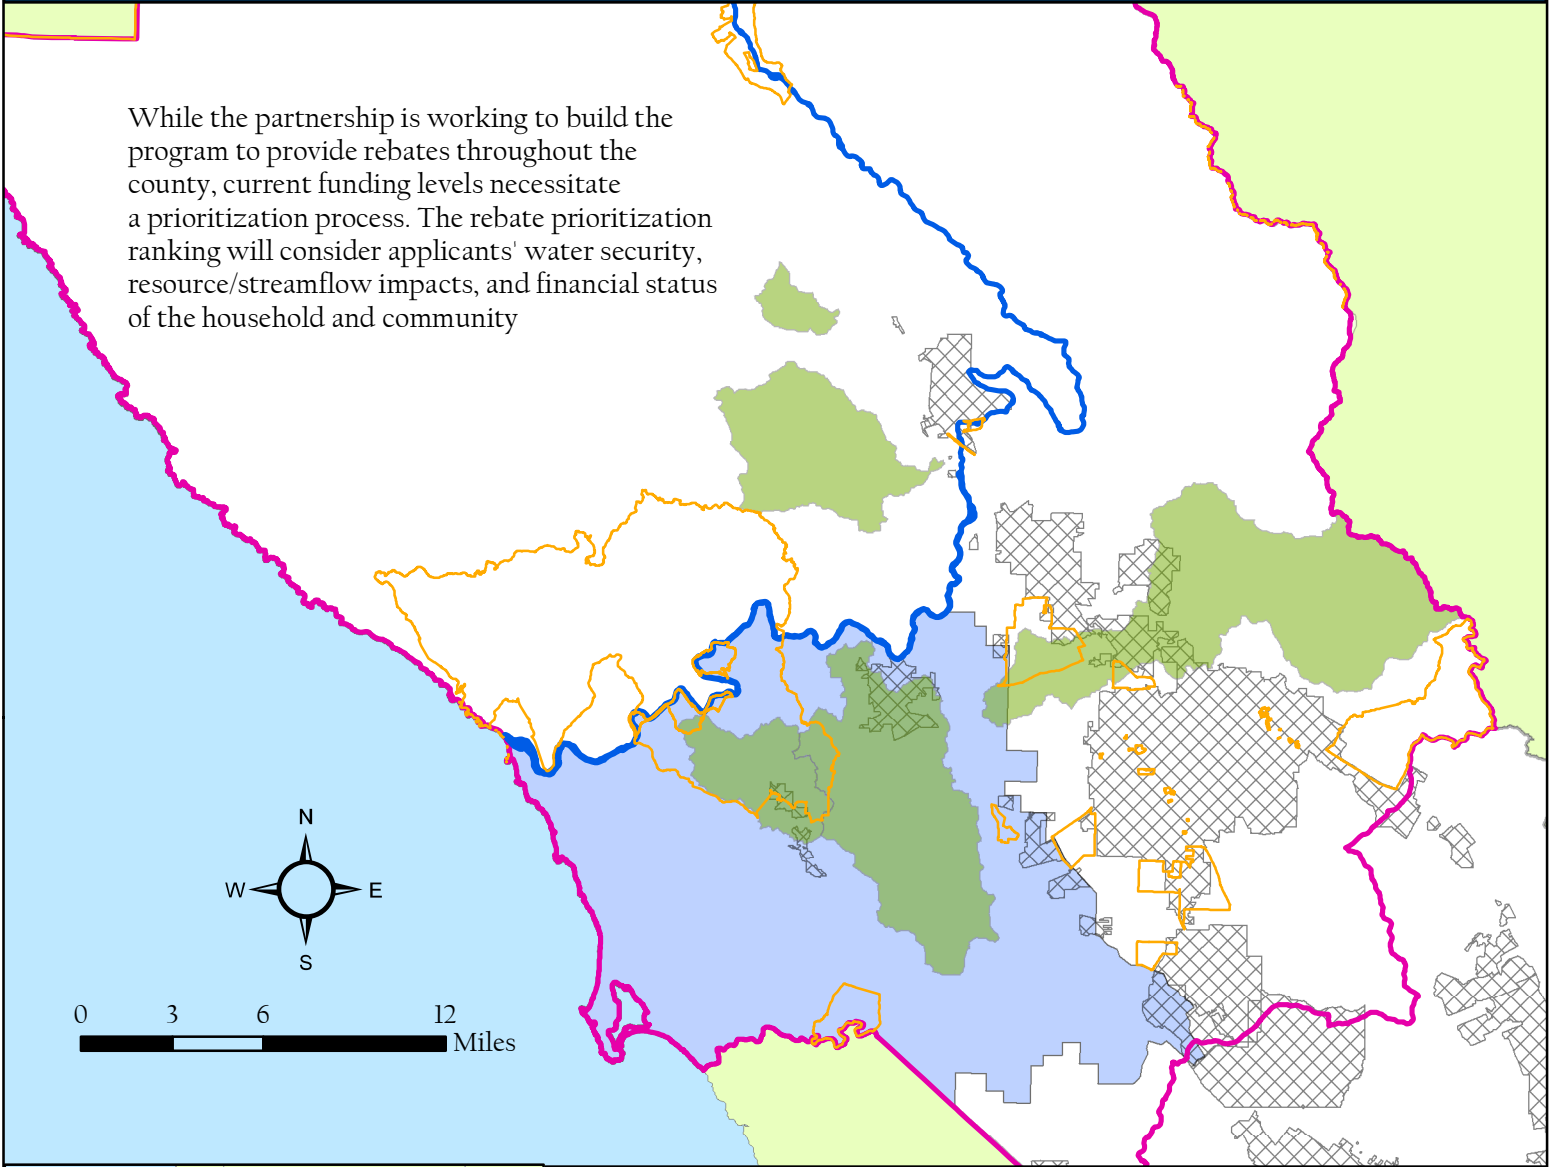 While the partnership is working to build the
program to provide rebates throughout the
county, current funding levels necessitate
a prioritization process. The rebate prioritization
ranking will consider applicants' water security,
resource/streamflow impacts, and financial status
of the household and community
N
W E
S
0 3 6 12
Miles